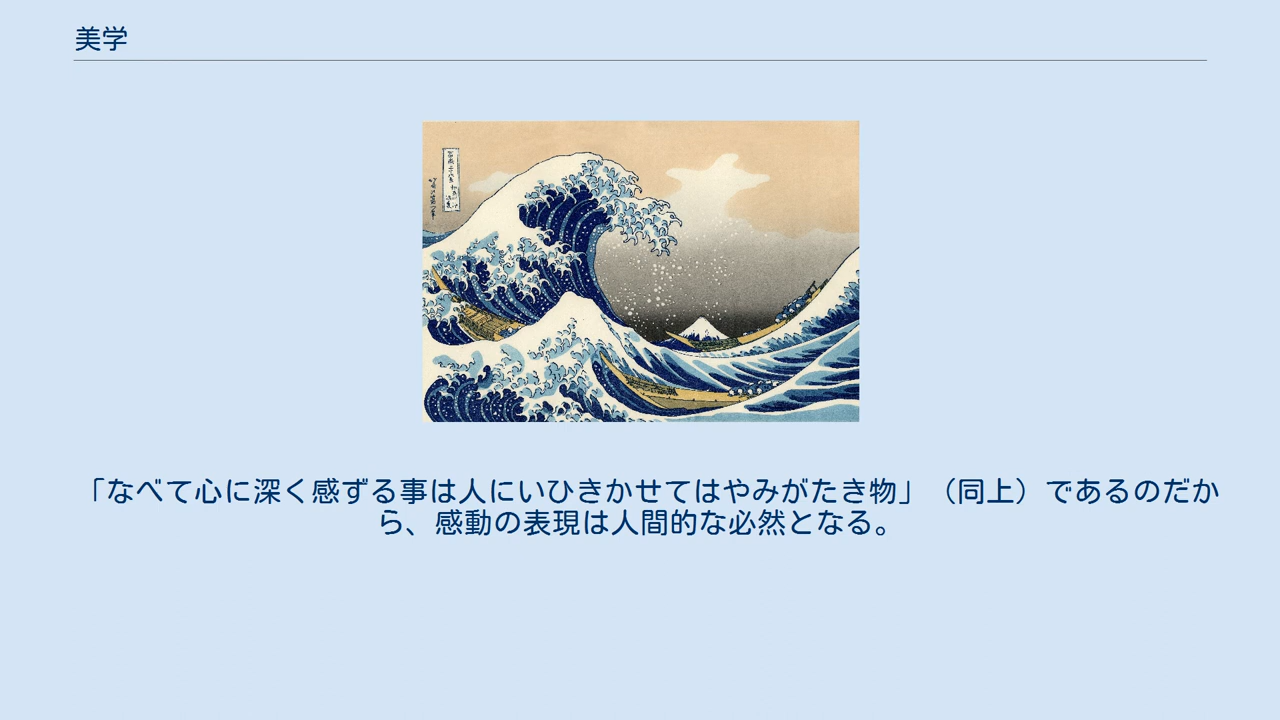 美学
「なべて心に深く感ずる事は人にいひきかせてはやみがたき物」（同上）であるのだか
ら、感動の表現は人間的な必然となる。